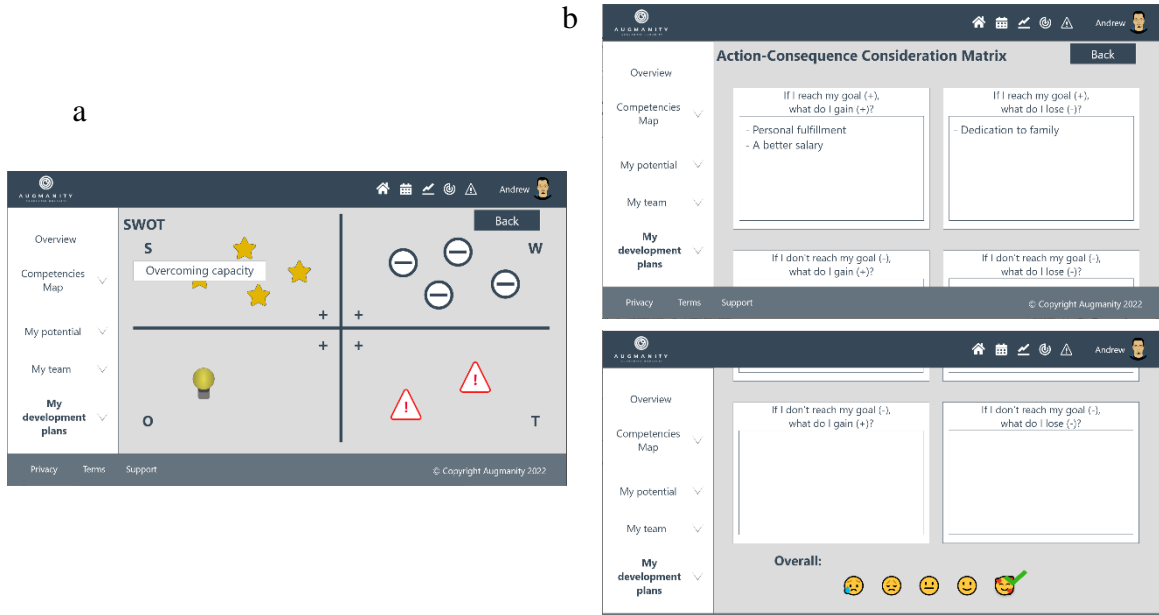 a
AUGMANITY
Andrew
Overview
Competencies
Map
My potential
My team
My
development
plans
SWOT
Back
S
W
Overcoming capacity
+ +
+ +
O
T
!
!
Privacy Terms Support
© Copyright Augmanity 2022
b
AUGMANITY
Andrew
Overview
Competencies
Map
My potential
My team
My
development
plans
Action-Consequence Consideration Matrix
Back
If I reach my goal (+),
what do I gain (+)?
- Personal fulfillment
- A better salary
If I reach my goal (+),
what do I lose (-)?
- Dedication to family
If I don't reach my goal (-),
what do I gain (+)?
If I don't reach my goal (-),
what do I lose (-)?
Privacy Terms Support
© Copyright Augmanity 2022
AUGMANITY
Andrew
Overview
Competencies
Map
My potential
My team
My
development
plans
If I don't reach my goal (-),
what do I gain (+)?
If I don't reach my goal (-),
what do I lose (-)?
Overall: